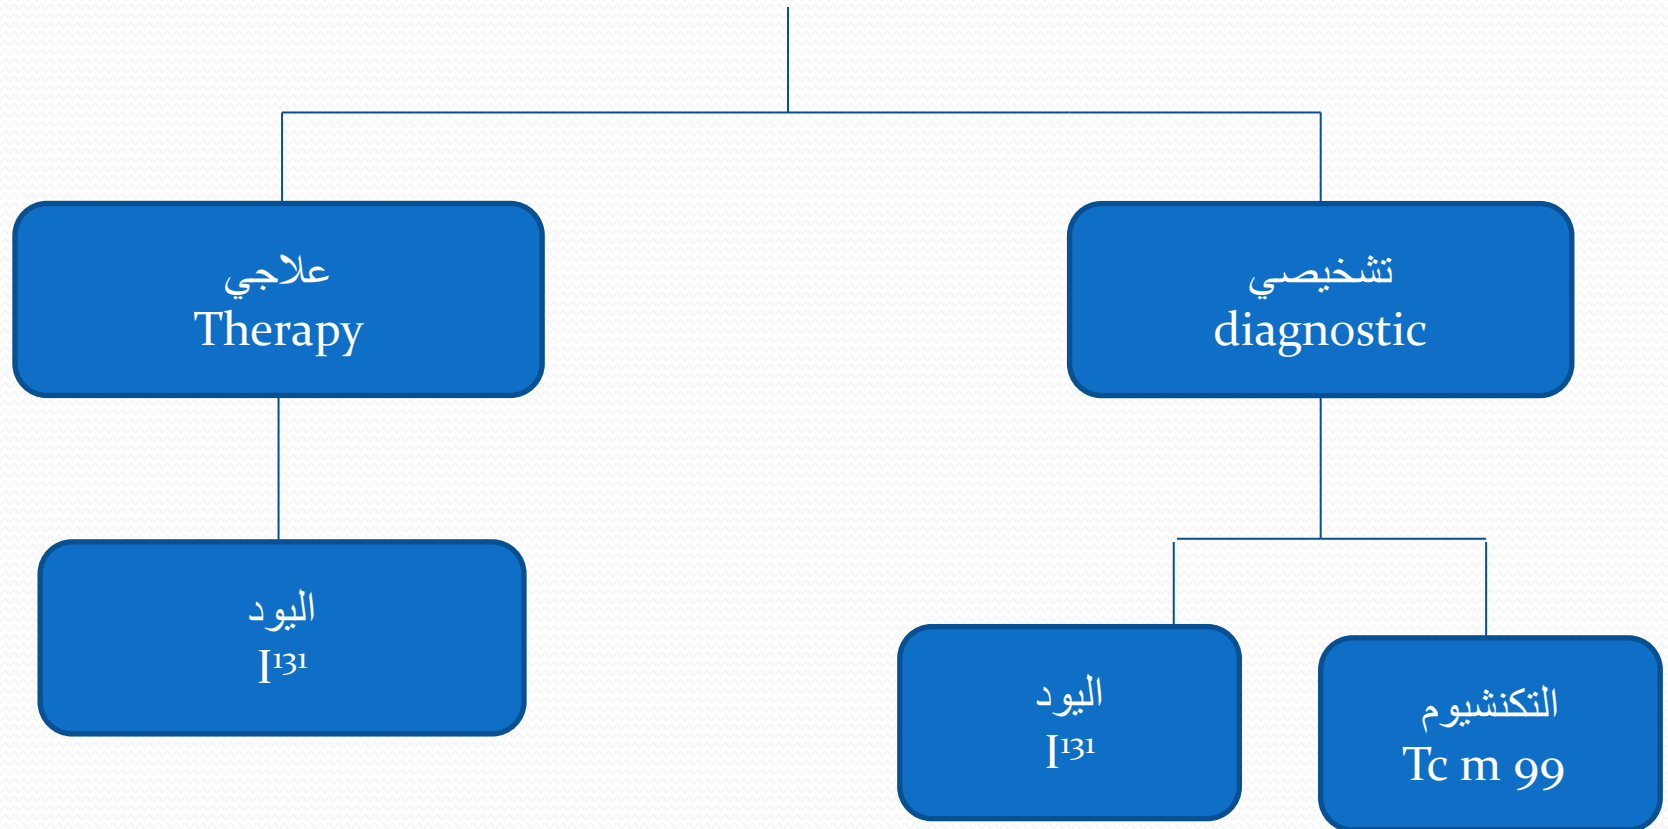 تشخيصي
diagnostic
علاجي
Therapy
التكنشيوم
Tc m 99
اليود
I¹³¹
اليود
I¹³¹